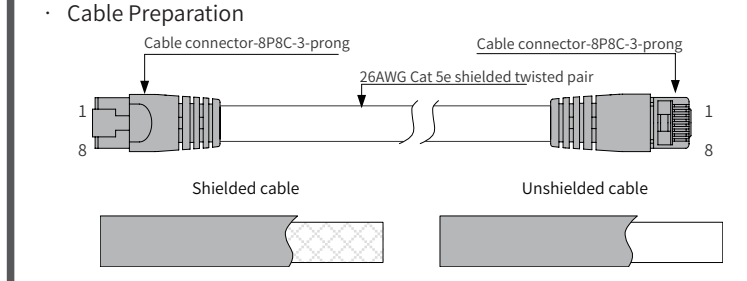 · Cable Preparation
Cable connector-8P8C-3-prong
Cable connector-8P8C-3-prong
26AWG Cat 5e shielded twisted pair
1
1
8
8
Shielded cable
Unshielded cable